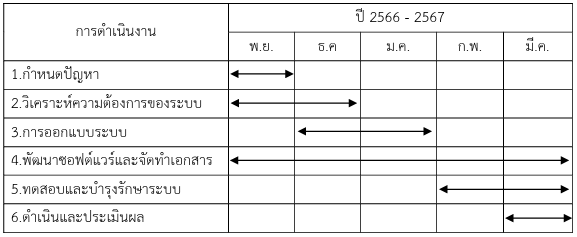 การดำเนินงาน
ปี 2566 - 2567
พ.ย. ธ.ค ม.ค. ก.พ. มี.ค.
1.กำหนดปัญหา
2.วิเคราะห์ความต้องการของระบบ
3.การออกแบบระบบ
4.พัฒนาซอฟต์แวร์และจัดทำเอกสาร
5.ทดสอบและบำรุงรักษาระบบ
6.ดำเนินและประเมินผล